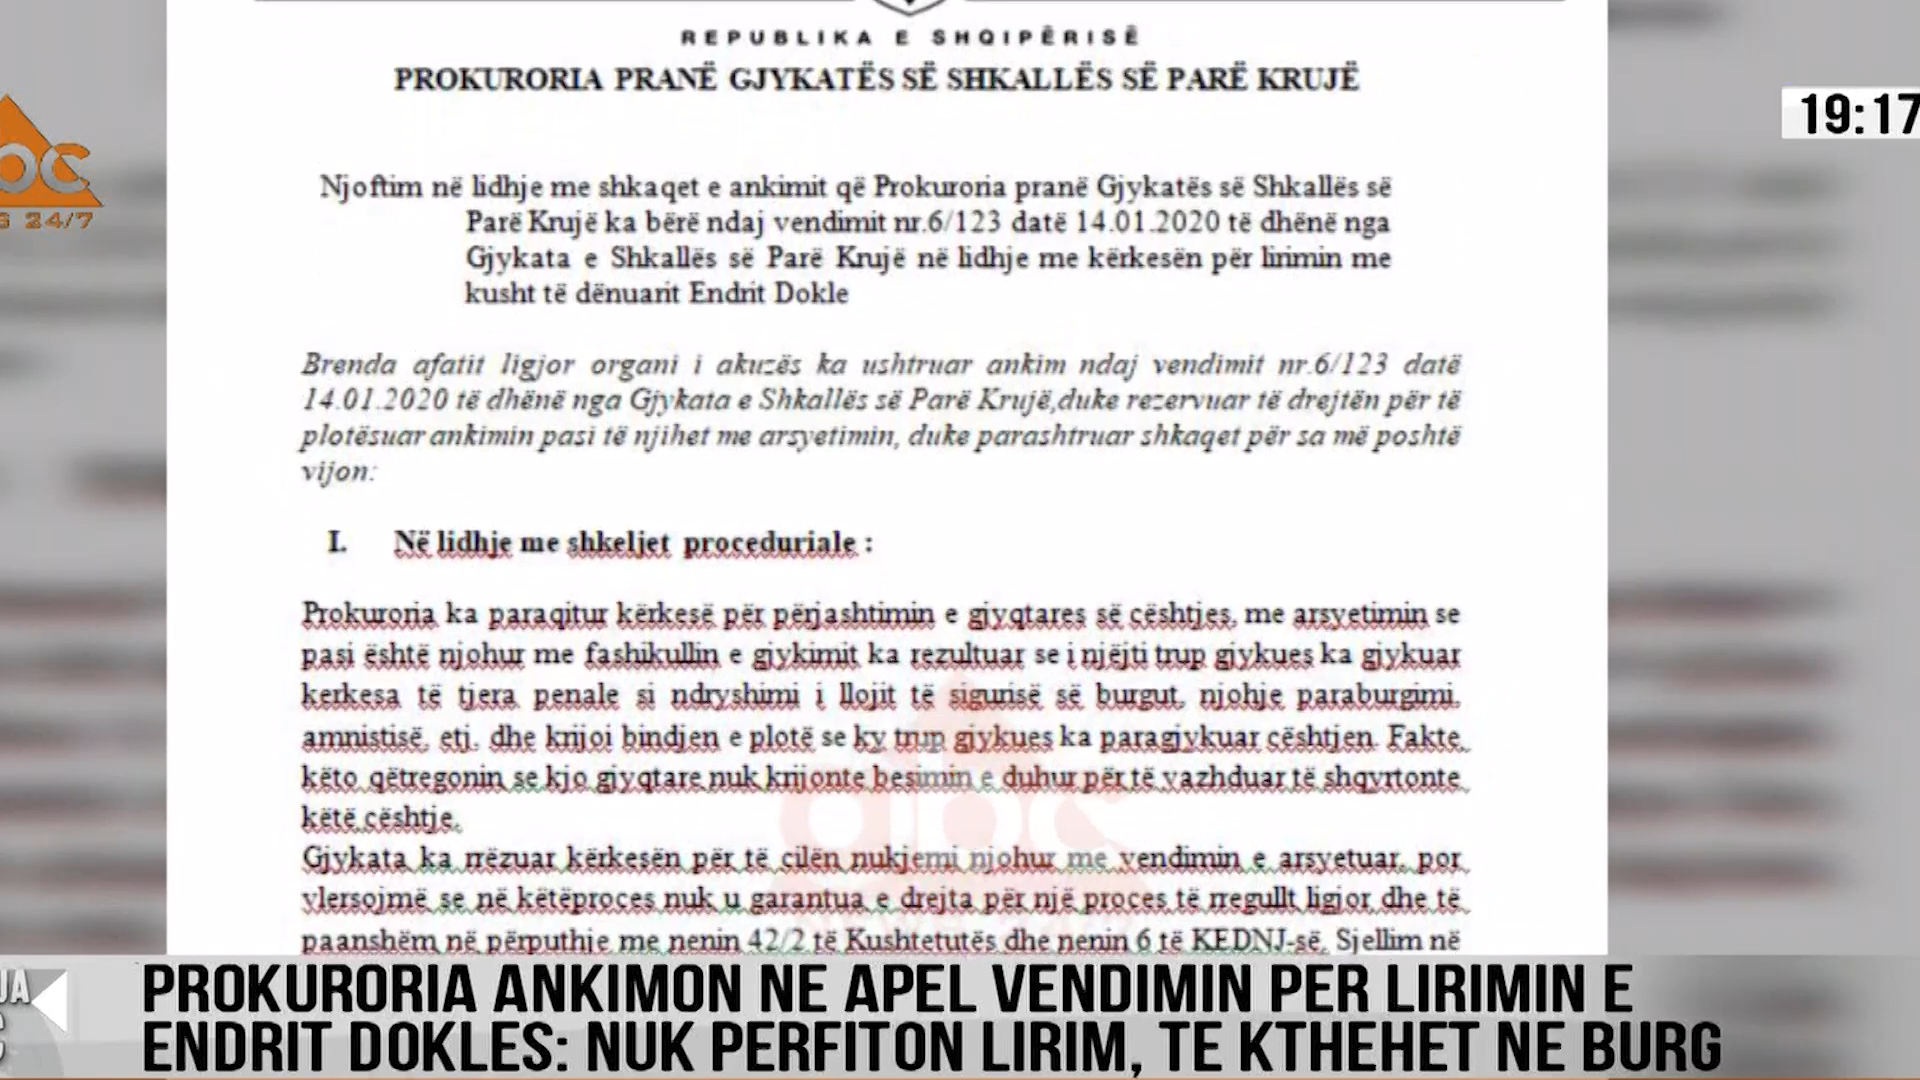 REPUBLIKA E SHQIPËRISË
PROKURORIA PRANË GJYKATËS SË SHKALLËS SË PARË KRUJË
19:17
bc
S 24/7
Njoftim në lidhje me shkaqet e ankimit që Prokuroria pranë Gjykatës së Shkallës së
Parë Krujë ka bërë ndaj vendimit nr.6/123 datë 14.01.2020 të dhënë nga
Gjykata e Shkallës së Parë Krujë në lidhje me kërkesën për lirimin me
kusht të dënuarit Endrit Dokle
Brenda afatit ligjor organi i akuzës ka ushtruar ankim ndaj vendimit nr.6/123 datë
14.01.2020 të dhënë nga Gjykata e Shkallës së Parë Krujë,duke rezervuar të drejtën për të
plotësuar ankimin pasi të njihet me arsyetimin, duke parashtruar shkaqet për sa më poshtë
vijon:
I. Në lidhje me shkeljet proceduriale :
Prokuroria ka paraqitur kërkesë për përjashtimin e gjyqtares së cështjes, me arsyetimin se
pasi është njohur me fashikullin e gjykimit ka rezultuar se i njëjti trup gjykues ka gjykuar
kerkesa të tjera penale si ndryshimi i llojit të sigurisë së burgut, njohje paraburgimi,
amnistisë, etj. dhe krijoi bindjen e plotë se ky trup gjykues ka paragjykuar cështjen. Fakte,
këto qëtregonin se kjo gjyqtare nuk krijonte besimin e duhur për të vazhduar të shqyrtonte
këtë cështje.
Gjykata ka rrëzuar kërkesën për të cilën nukjemi njohur me vendimin e arsyetuar, por
vlersojmë se në këtëproces nuk u garantua e drejta për një proces të rregullt ligjor dhe të
paanshëm në përputhje me nenin 42/2 të Kushtetutës dhe nenin 6 të KEDNJ-së. Sjellim në
abc
PROKURORIA ANKIMON NE APEL VENDIMIN PER LIRIMIN E
ENDRIT DOKLES: NUK PERFITON LIRIM, TE KTHEHET NE BURG